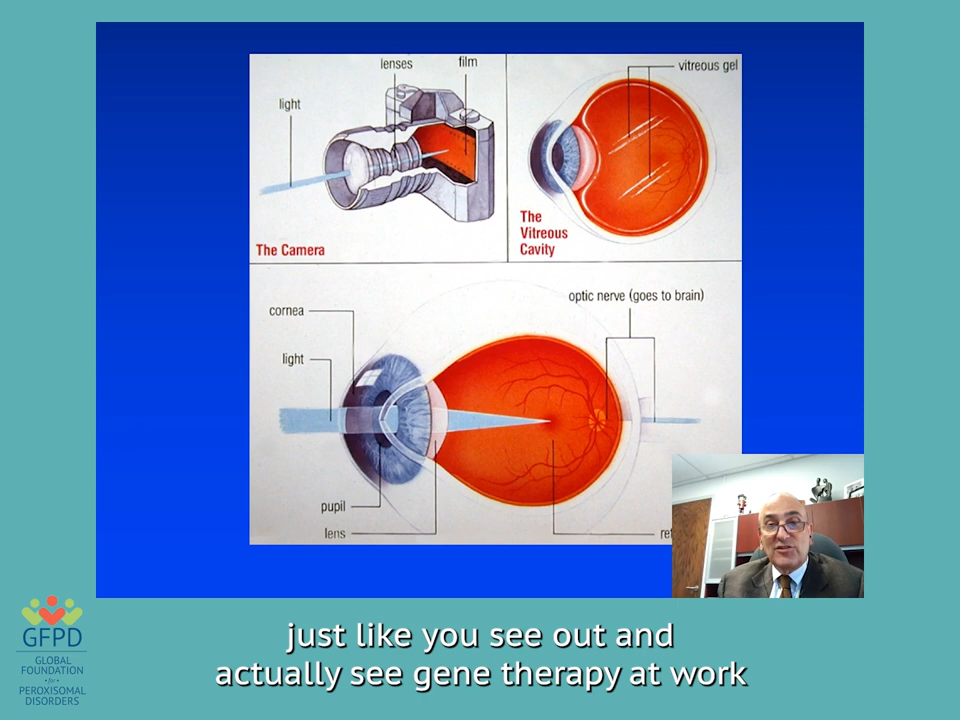 lenses
film
light
The Camera
vitreous gel
The
Vitreous
Cavity
optic nerve (goes to brain)
cornea
light
pupil
lens
GFPD
GLOBAL
FOUNDATION
• for •
PEROXISOMAL
DISORDERS
just like you see out and
actually see gene therapy at work